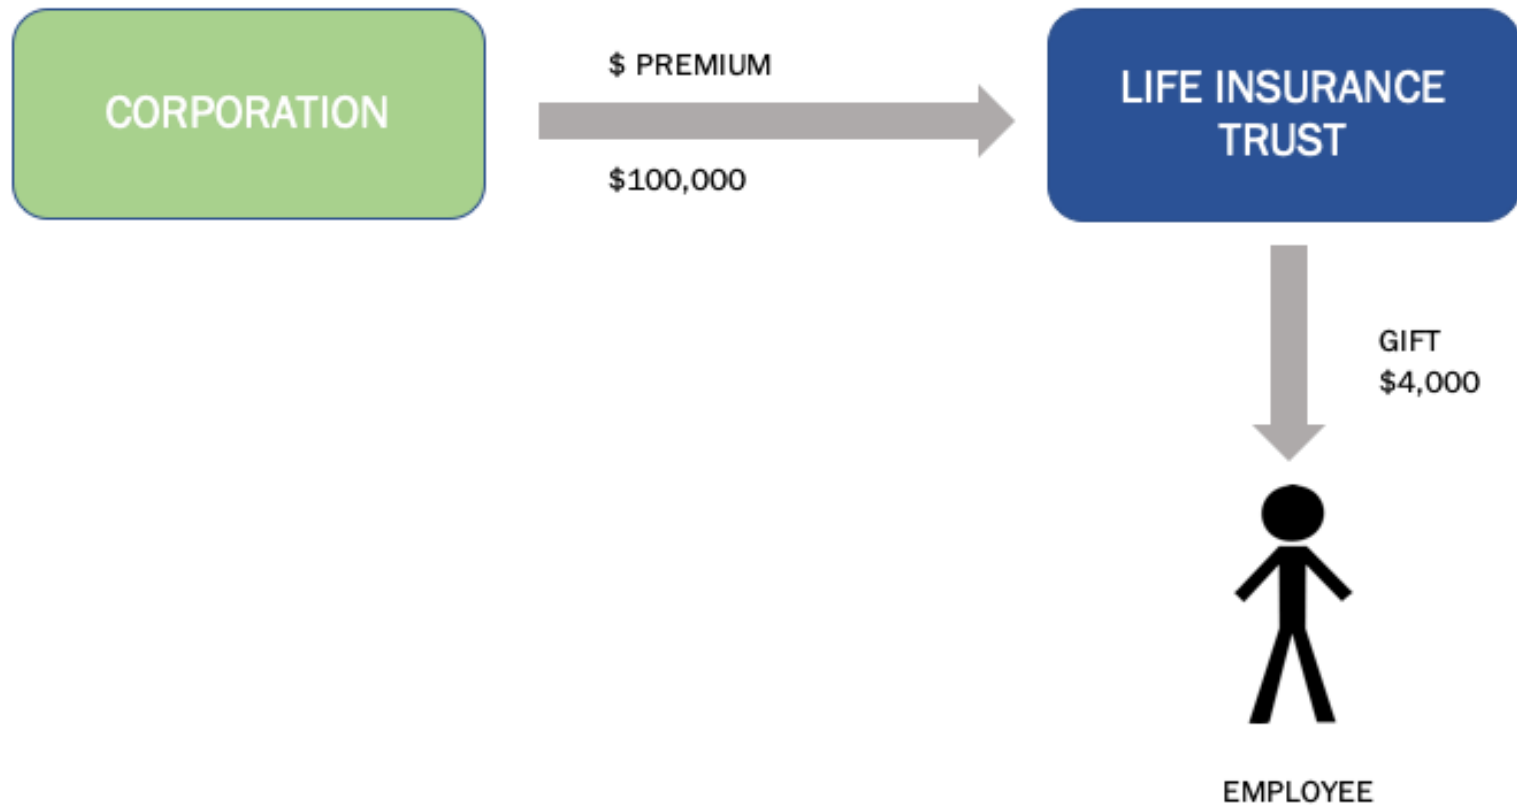 CORPORATION
$ PREMIUM
$100,000
LIFE INSURANCE
TRUST
GIFT
$4,000
EMPLOYEE